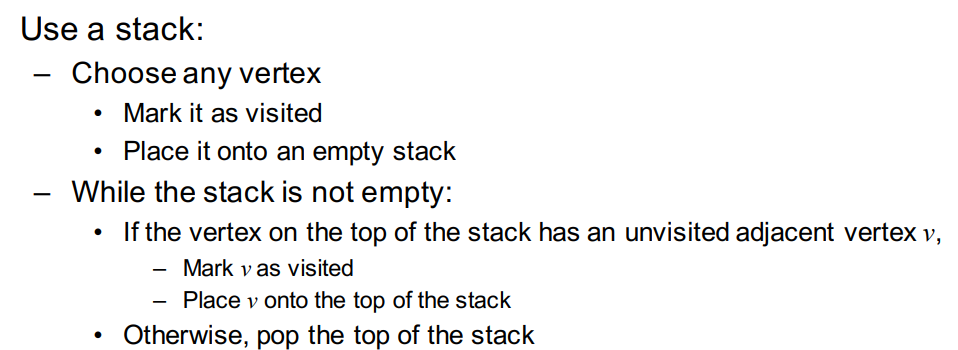 Use a stack:
– Choose any vertex
• Mark it as visited
• Place it onto an empty stack
– While the stack is not empty:
• If the vertex on the top of the stack has an unvisited adjacent vertex v,
– Mark v as visited
– Place v onto the top of the stack
• Otherwise, pop the top of the stack